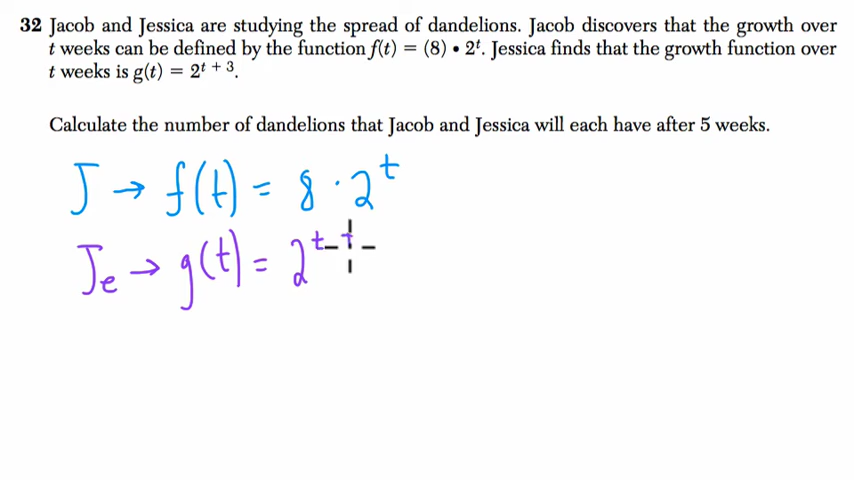 32 Jacob and Jessica are studying the spread of dandelions. Jacob discovers that the growth over
t weeks can be defined by the function f(t) = (8) • 2^t. Jessica finds that the growth function over
t weeks is g(t) = 2^{t + 3}.
Calculate the number of dandelions that Jacob and Jessica will each have after 5 weeks.
J → f(t) = 8 · 2^t
Je → g(t) = 2^{t +